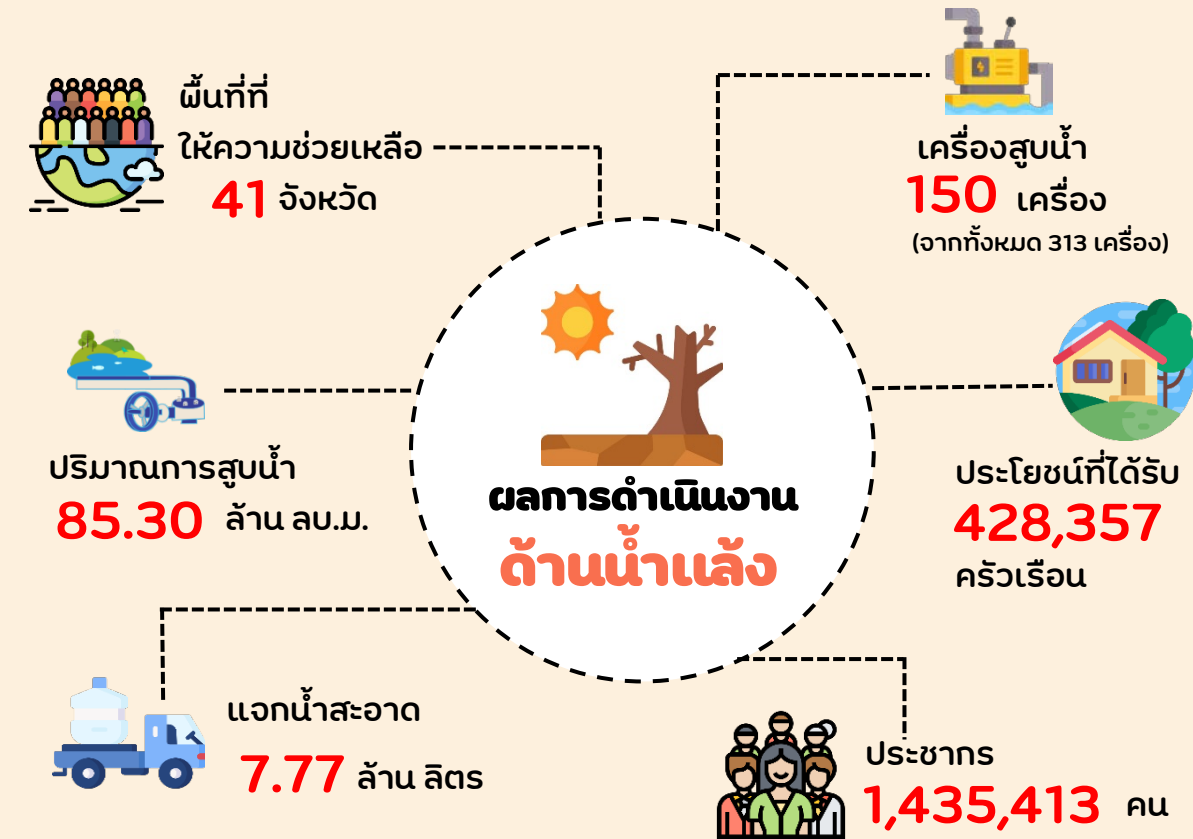 พื้นที่ที่
ให้ความช่วยเหลือ
41 จังหวัด
เครื่องสูบน้ำ
150 เครื่อง
(จากทั้งหมด 313 เครื่อง)
ปริมาณการสูบน้ำ
85.30 ล้าน ลบ.ม.
ผลการดำเนินงาน
ด้านน้ำแล้ง
ประโยชน์ที่ได้รับ
428,357
ครัวเรือน
แจกน้ำสะอาด
7.77 ล้าน ลิตร
ประชากร
1,435,413 คน